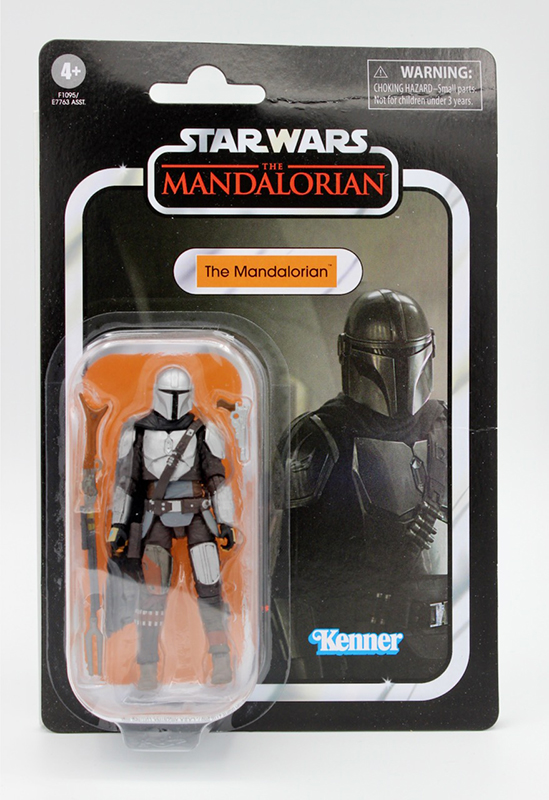 4+
F1095/
E7763 ASST.
WARNING:
CHOKING HAZARD–Small parts.
Not for children under 3 years.
STAR WARS
THE
MANDALORIAN
The Mandalorian™
Kenner